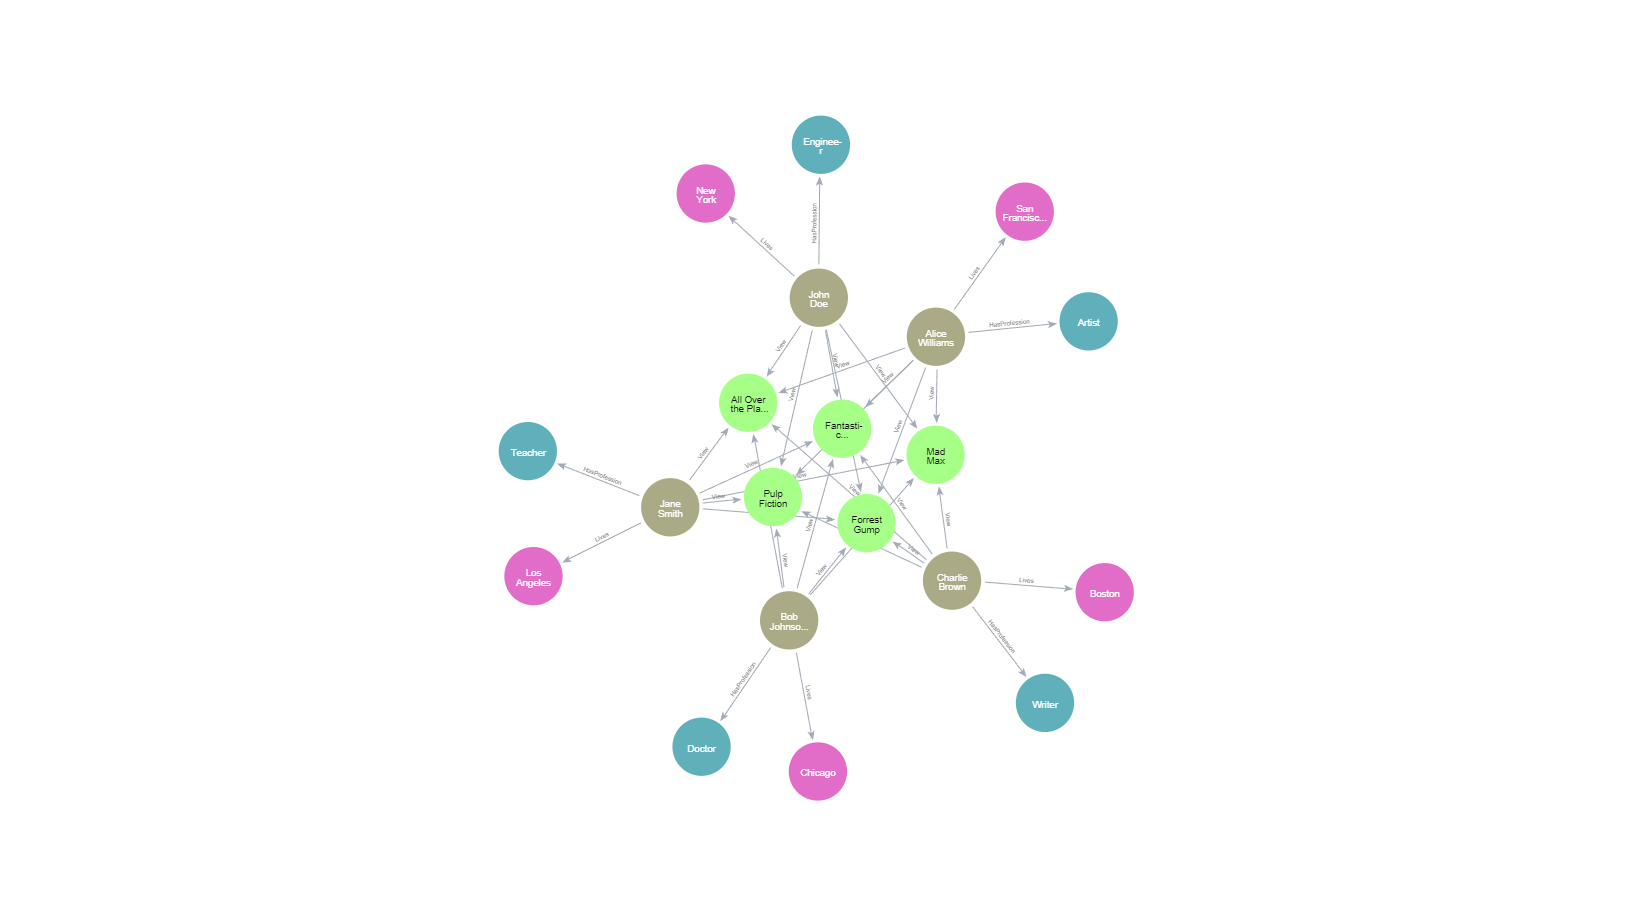 Enginee-
r
New
York
San
Francisc...
HasProfession
Lives
Lives
John
Doe
Artist
HasProfession
Alice
Williams
View
View
View
View
View
View
View
View
All Over
the Pla...
Fantasti-
c...
View
Mad
Max
Teacher
View
View
HasProfession
View
View
Pulp
Fiction
View
View
Jane
Smith
Forrest
Gump
View
View
Lives
View
View
View
Los
Angeles
Charlie
Brown
Lives
Boston
Bob
Johnso...
HasProfession
HasProfession
Lives
Writer
Doctor
Chicago